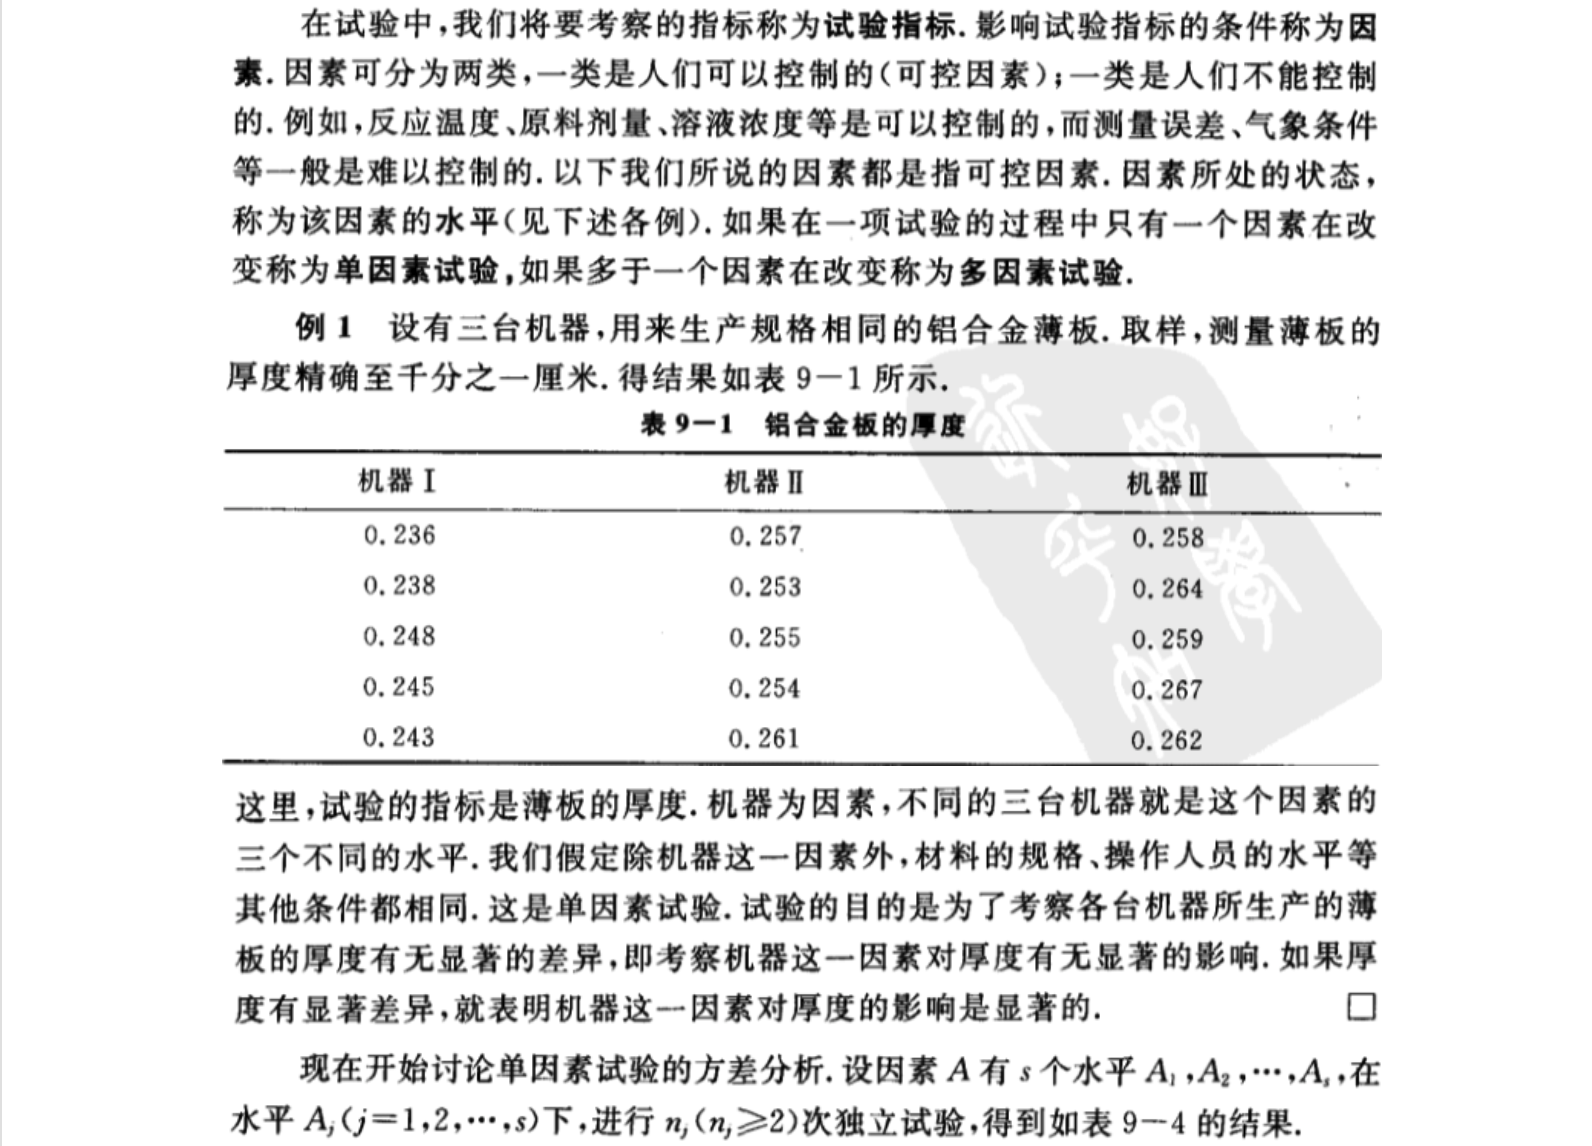 在试验中,我们将要考察的指标称为试验指标.影响试验指标的条件称为因
素.因素可分为两类,一类是人们可以控制的(可控因素);一类是人们不能控制
的.例如,反应温度、原料剂量、溶液浓度等是可以控制的,而测量误差、气象条件
等一般是难以控制的.以下我们所说的因素都是指可控因素.因素所处的状态,
称为该因素的水平(见下述各例).如果在一项试验的过程中只有一个因素在改
变称为单因素试验,如果多于一个因素在改变称为多因素试验.
例 1 设有三台机器,用来生产规格相同的铝合金薄板.取样,测量薄板的
厚度精确至千分之一厘米.得结果如表 9-1 所示.
表 9-1 铝合金板的厚度
机器Ⅰ 机器Ⅱ 机器Ⅲ
0.236 0.257 0.258
0.238 0.253 0.264
0.248 0.255 0.259
0.245 0.254 0.267
0.243 0.261 0.262
这里,试验的指标是薄板的厚度.机器为因素,不同的三台机器就是这个因素的
三个不同的水平.我们假定除机器这一因素外,材料的规格、操作人员的水平等
其他条件都相同.这是单因素试验.试验的目的是为了考察各台机器所生产的薄
板的厚度有无显著的差异,即考察机器这一因素对厚度有无显著的影响.如果厚
度有显著差异,就表明机器这一因素对厚度的影响是显著的. □
现在开始讨论单因素试验的方差分析.设因素 A 有 s 个水平 A₁,A₂,…,Aₛ,在
水平 Aⱼ(j=1,2,…,s)下,进行 nⱼ(nⱼ≥2)次独立试验,得到如表 9-4 的结果.